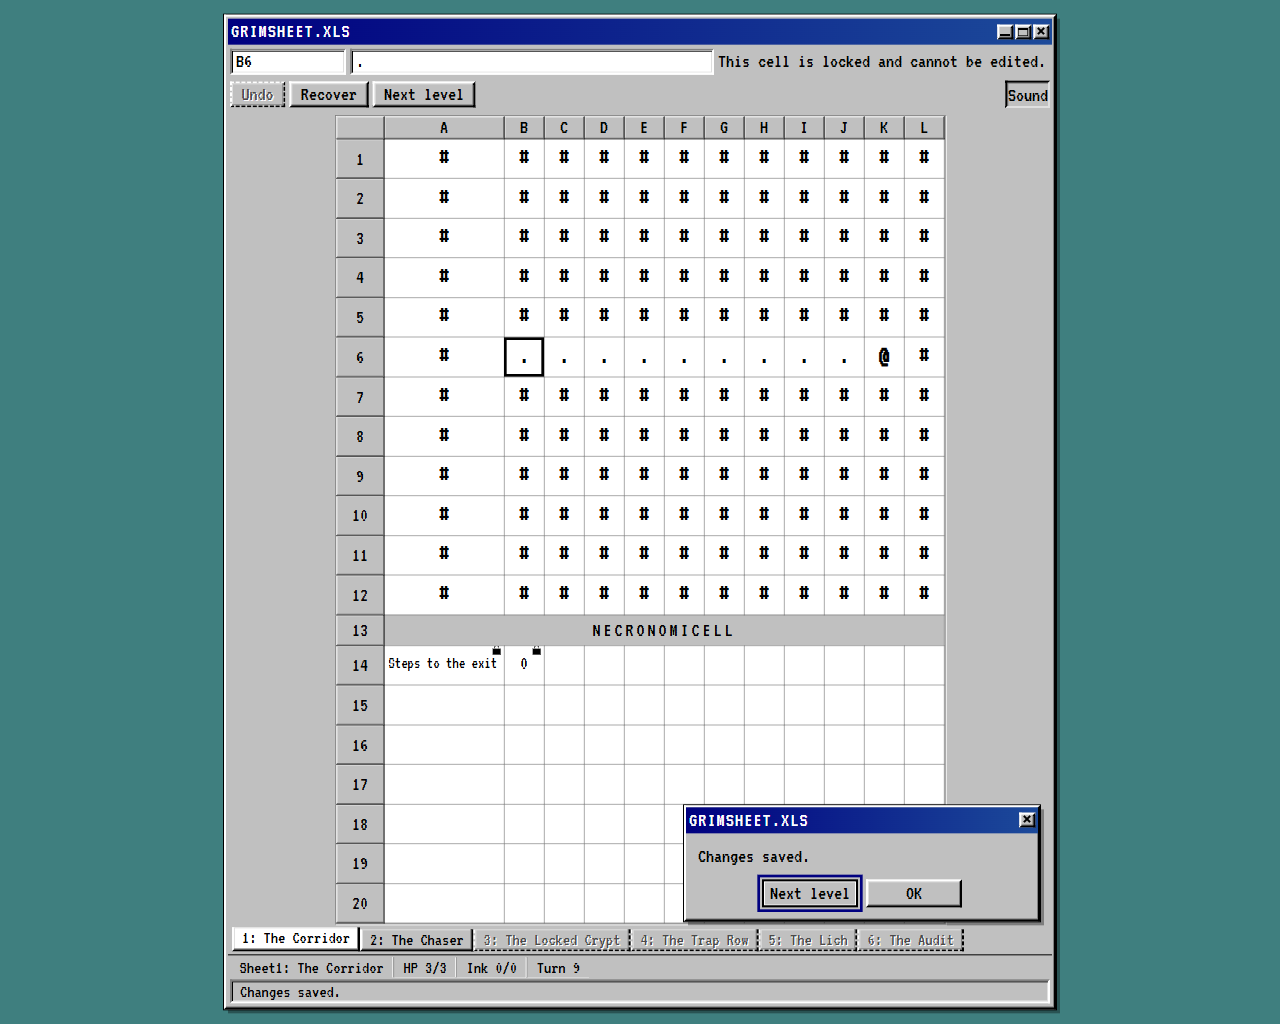 GRIMSHEET.XLS
B6 . This cell is locked and cannot be edited.
Undo Recover Next level Sound
A B C D E F G H I J K L
1 # # # # # # # # # # # #
2 # # # # # # # # # # # #
3 # # # # # # # # # # # #
4 # # # # # # # # # # # #
5 # # # # # # # # # # # #
6 # . . . . . . . . . @ #
7 # # # # # # # # # # # #
8 # # # # # # # # # # # #
9 # # # # # # # # # # # #
10 # # # # # # # # # # # #
11 # # # # # # # # # # # #
12 # # # # # # # # # # # #
13 NECRONOMICELL
14 Steps to the exit 0
15
16
17
18
19
20
GRIMSHEET.XLS
Changes saved.
Next level OK
1: The Corridor 2: The Chaser 3: The Locked Crypt 4: The Trap Row 5: The Lich 6: The Audit
Sheet1: The Corridor HP 3/3 Ink 0/0 Turn 9
Changes saved.